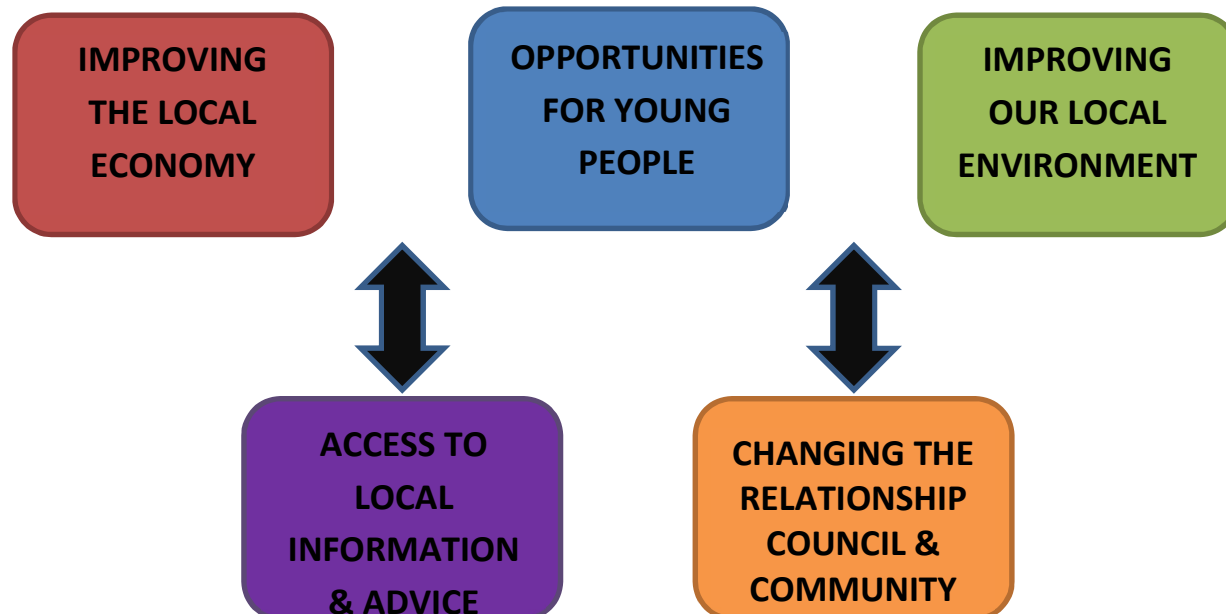 IMPROVING
THE LOCAL
ECONOMY
OPPORTUNITIES
FOR YOUNG
PEOPLE
IMPROVING
OUR LOCAL
ENVIRONMENT
ACCESS TO
LOCAL
INFORMATION
& ADVICE
CHANGING THE
RELATIONSHIP
COUNCIL &
COMMUNITY